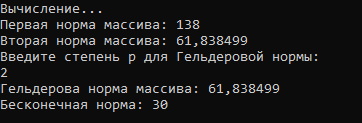 Вычисление...
Первая норма массива: 138
Вторая норма массива: 61,838499
Введите степень p для Гельдеровой нормы:
2
Гельдерова норма массива: 61,838499
Бесконечная норма: 30